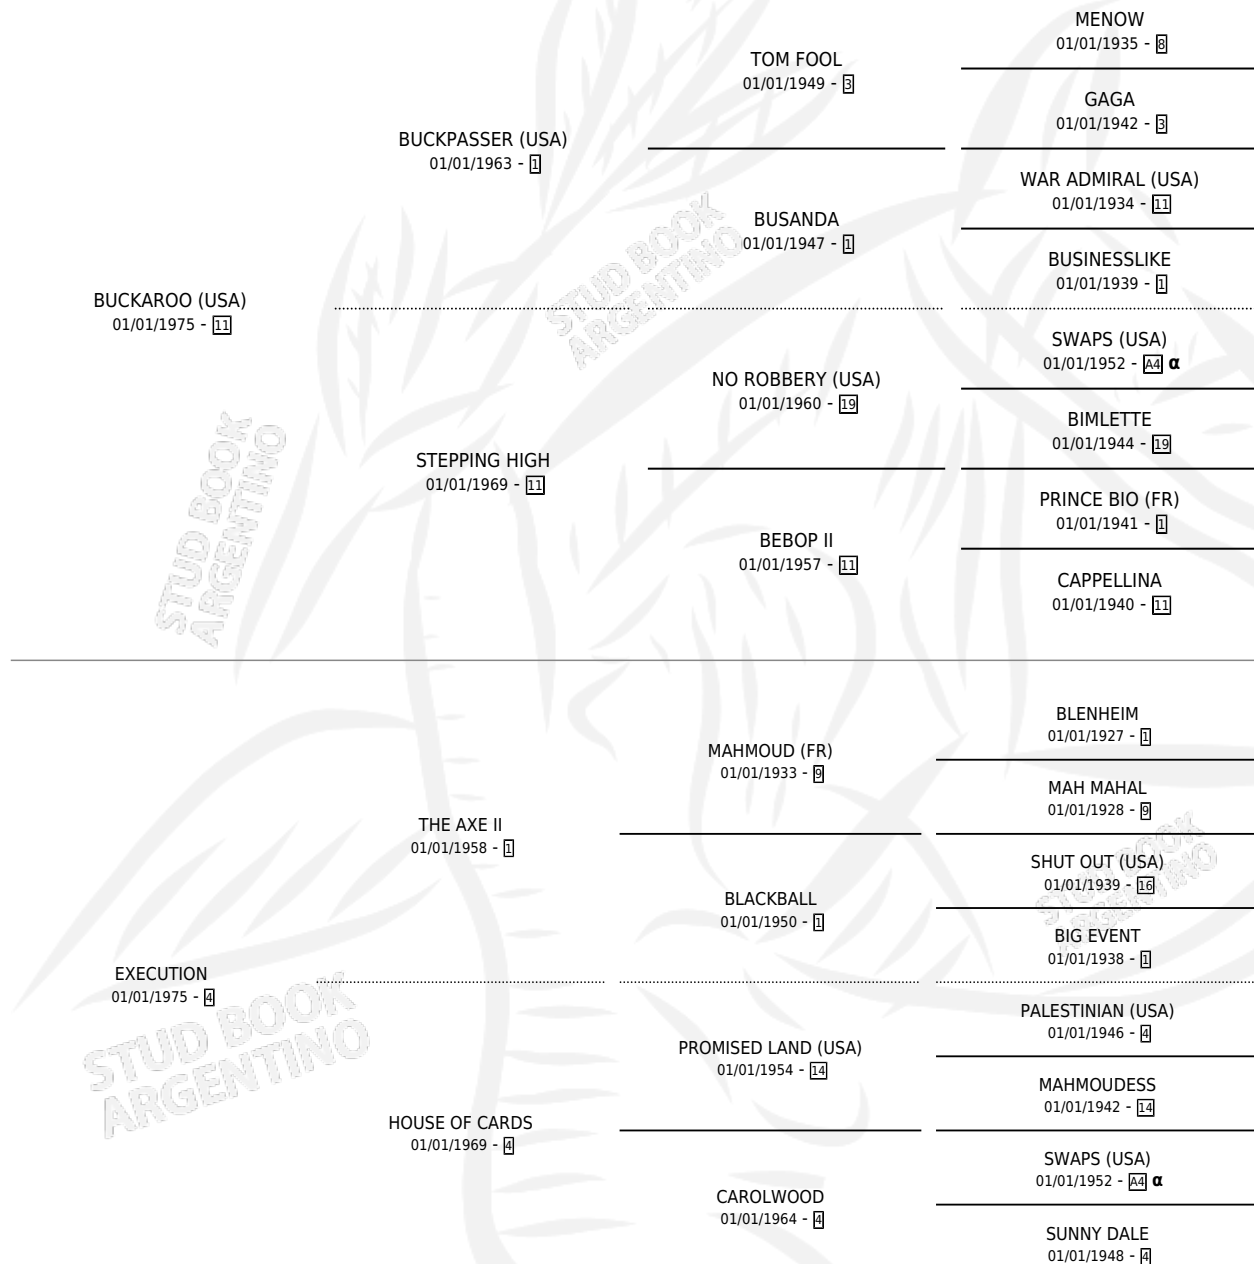 MENOW
01/01/1935 - 8
TOM FOOL
01/01/1949 - 3
GAGA
01/01/1942 - 3
BUCKPASSER (USA)
01/01/1963 - 1
WAR ADMIRAL (USA)
01/01/1934 - 11
BUSANDA
01/01/1947 - 1
BUSINESSLIKE
01/01/1939 - 1
BUCKAROO (USA)
01/01/1975 - 11
SWAPS (USA)
01/01/1952 - A4 α
NO ROBBERY (USA)
01/01/1960 - 19
BIMLETTE
01/01/1944 - 19
STEPPING HIGH
01/01/1969 - 11
PRINCE BIO (FR)
01/01/1941 - 1
BEBOP II
01/01/1957 - 11
CAPPELLINA
01/01/1940 - 11
BLENHEIM
01/01/1927 - 1
MAHMOUD (FR)
01/01/1933 - 9
MAH MAHAL
01/01/1928 - 9
THE AXE II
01/01/1958 - 1
SHUT OUT (USA)
01/01/1939 - 16
BLACKBALL
01/01/1950 - 1
BIG EVENT
01/01/1938 - 1
EXECUTION
01/01/1975 - 4
PALESTINIAN (USA)
01/01/1946 - 4
PROMISED LAND (USA)
01/01/1954 - 14
MAHMOUDESS
01/01/1942 - 14
HOUSE OF CARDS
01/01/1969 - 4
SWAPS (USA)
01/01/1952 - A4 α
CAROLWOOD
01/01/1964 - 4
SUNNY DALE
01/01/1948 - 4
STUD BOOK
ARGENTINO
STUD BOOK
ARGENTINO
STUD BOOK
ARGENTINO
STUD BOOK
ARGENTINO